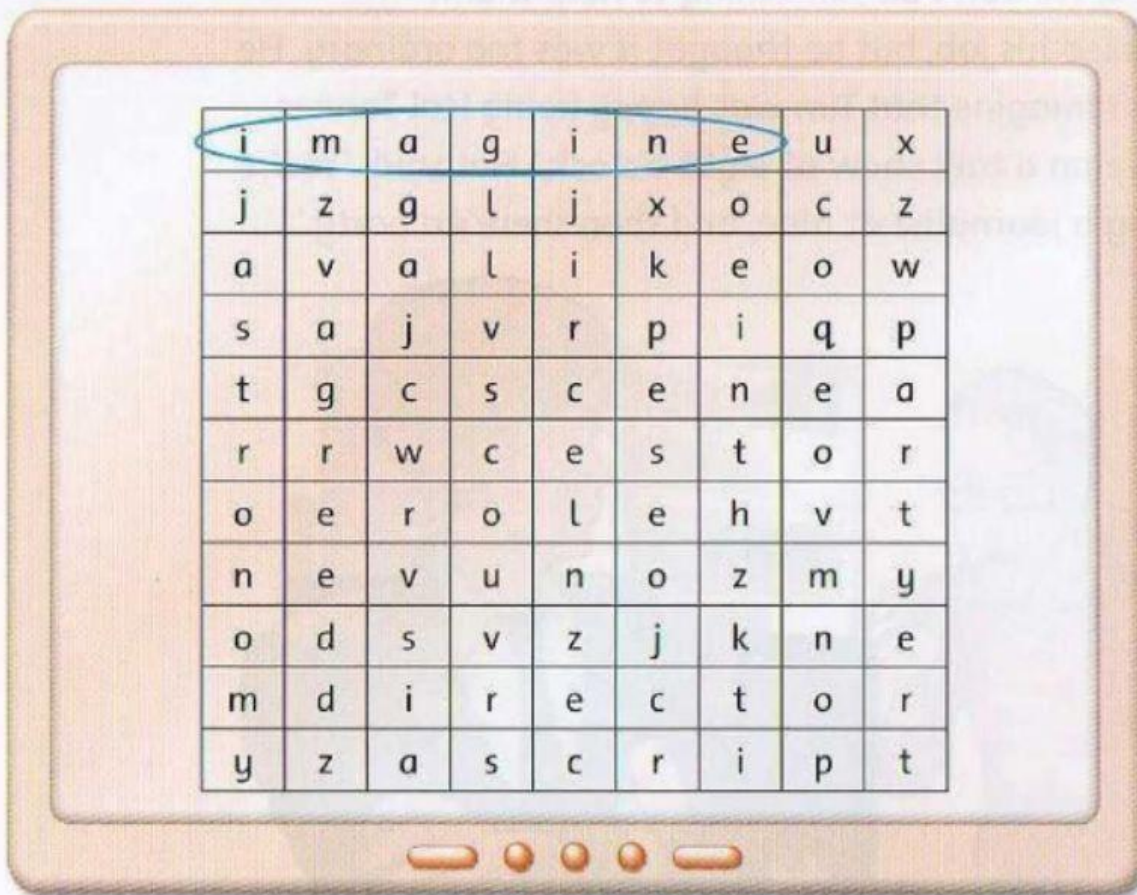 i m a g i n e u x
j z g l j x o c z
a v a l i k e o w
s a j v r p i q p
t g c s c e n e a
r r w c e s t o r
o e r o l e h v t
n e v u n o z m y
o d s v z j k n e
m d i r e c t o r
y z a s c r i p t